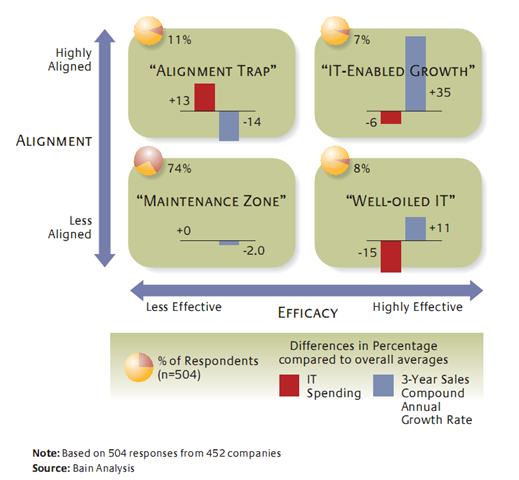 11%
7%
Highly
Aligned
“ALIGNMENT TRAP”
“IT-ENABLED GROWTH”
+13
-14
-6
+35
ALIGNMENT
74%
8%
“MAINTENANCE ZONE”
“WELL-OILED IT”
Less
Aligned
+0
-2.0
-15
+11
Less Effective
EFFICACY
Highly Effective
% of Respondents
(n=504)
Differences in Percentage
compared to overall averages
IT
Spending
3-Year Sales
Compound
Annual
Growth Rate
Note: Based on 504 responses from 452 companies
Source: Bain Analysis